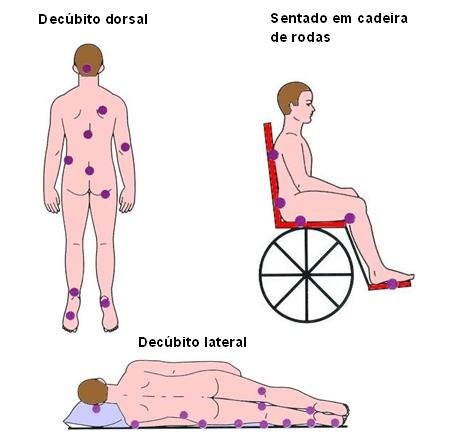 Decúbito dorsal
Sentado em cadeira
de rodas
Decúbito lateral